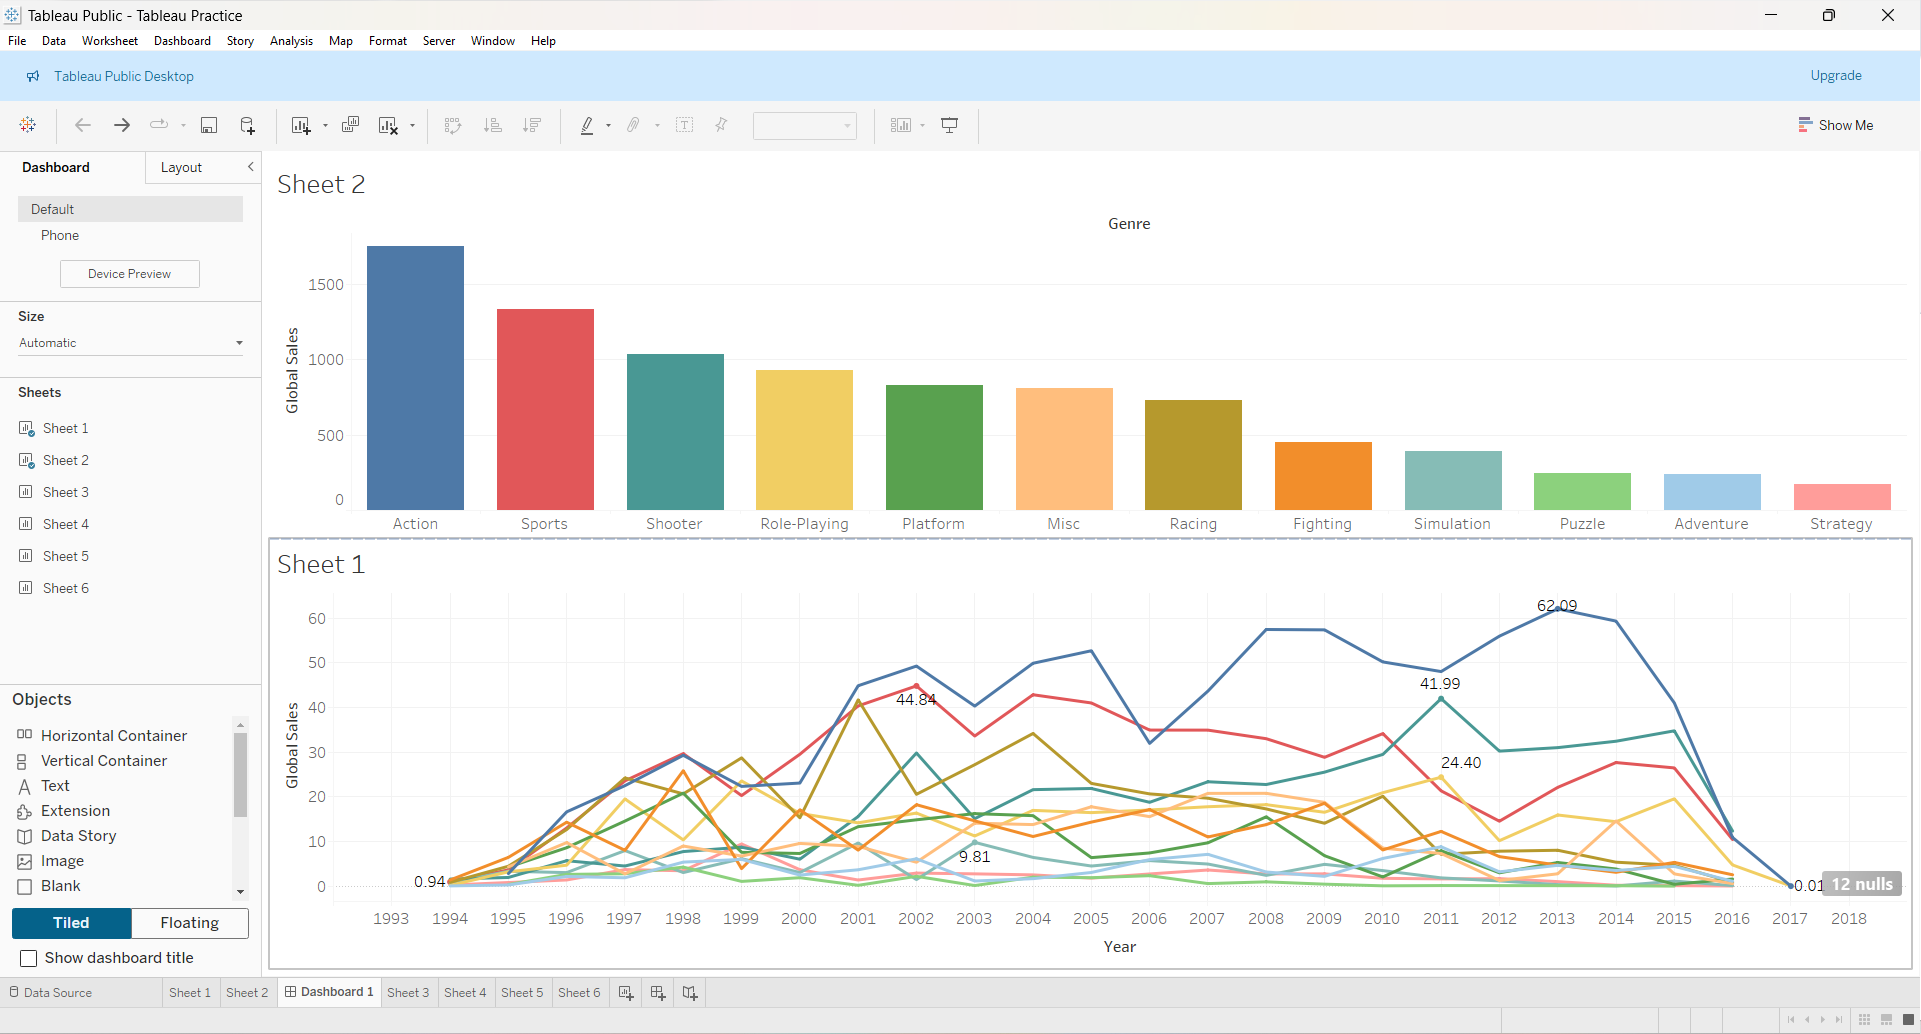 Tableau Public - Tableau Practice
File Data Worksheet Dashboard Story Analysis Map Format Server Window Help
Tableau Public Desktop
Upgrade
Show Me
Dashboard
Layout
Default
Phone
Device Preview
Size
Automatic
Sheets
Sheet 1
Sheet 2
Sheet 3
Sheet 4
Sheet 5
Sheet 6
Objects
Horizontal Container
Vertical Container
Text
Extension
Data Story
Image
Blank
Tiled
Floating
Show dashboard title
Sheet 2
Genre
Global Sales
1500
1000
500
0
Action Sports Shooter Role-Playing Platform Misc Racing Fighting Simulation Puzzle Adventure Strategy
Sheet 1
Global Sales
60
50
40
30
20
10
0
62.09
41.99
44.84
24.40
9.81
0.94
0.01
12 nulls
1993 1994 1995 1996 1997 1998 1999 2000 2001 2002 2003 2004 2005 2006 2007 2008 2009 2010 2011 2012 2013 2014 2015 2016 2017 2018
Year
Data Source Sheet 1 Sheet 2 Dashboard 1 Sheet 3 Sheet 4 Sheet 5 Sheet 6